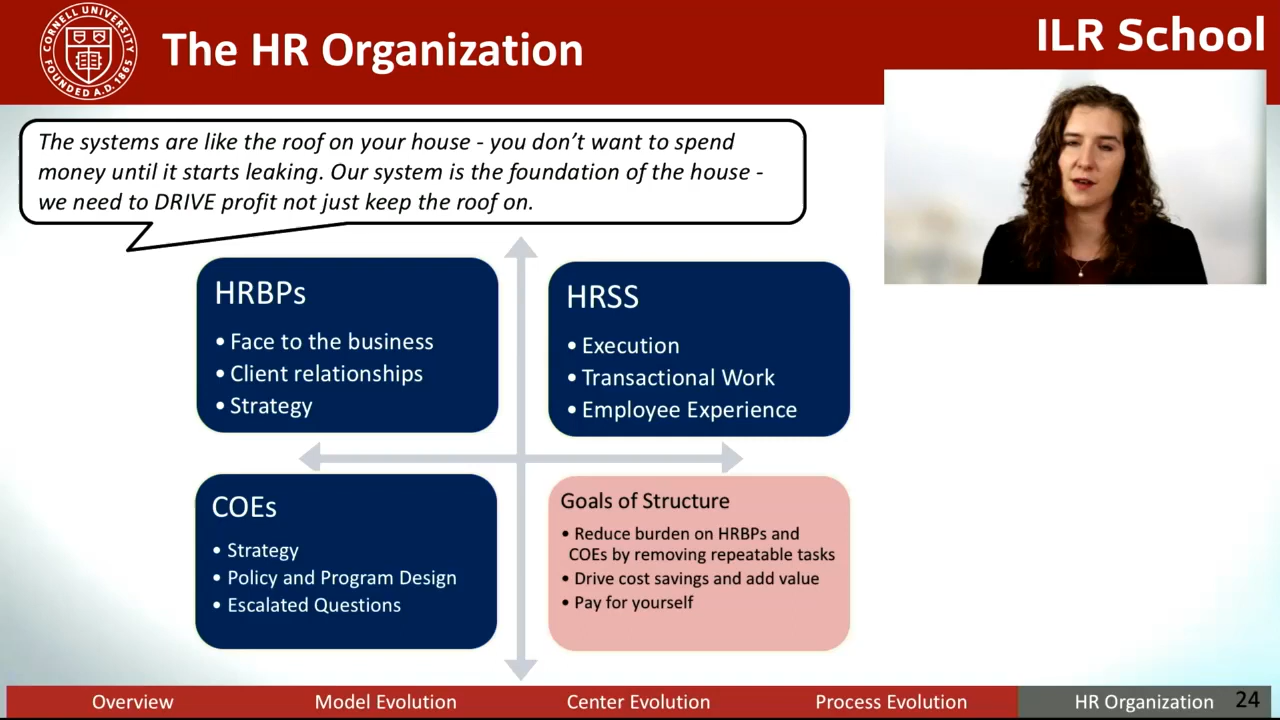 CORNELL UNIVERSITY
FOUNDED A.D. 1865
The HR Organization
ILR School
The systems are like the roof on your house - you don’t want to spend
money until it starts leaking. Our system is the foundation of the house -
we need to DRIVE profit not just keep the roof on.
HRBPs
• Face to the business
• Client relationships
• Strategy
HRSS
• Execution
• Transactional Work
• Employee Experience
COEs
• Strategy
• Policy and Program Design
• Escalated Questions
Goals of Structure
• Reduce burden on HRBPs and
COEs by removing repeatable tasks
• Drive cost savings and add value
• Pay for yourself
Overview Model Evolution Center Evolution Process Evolution HR Organization 24